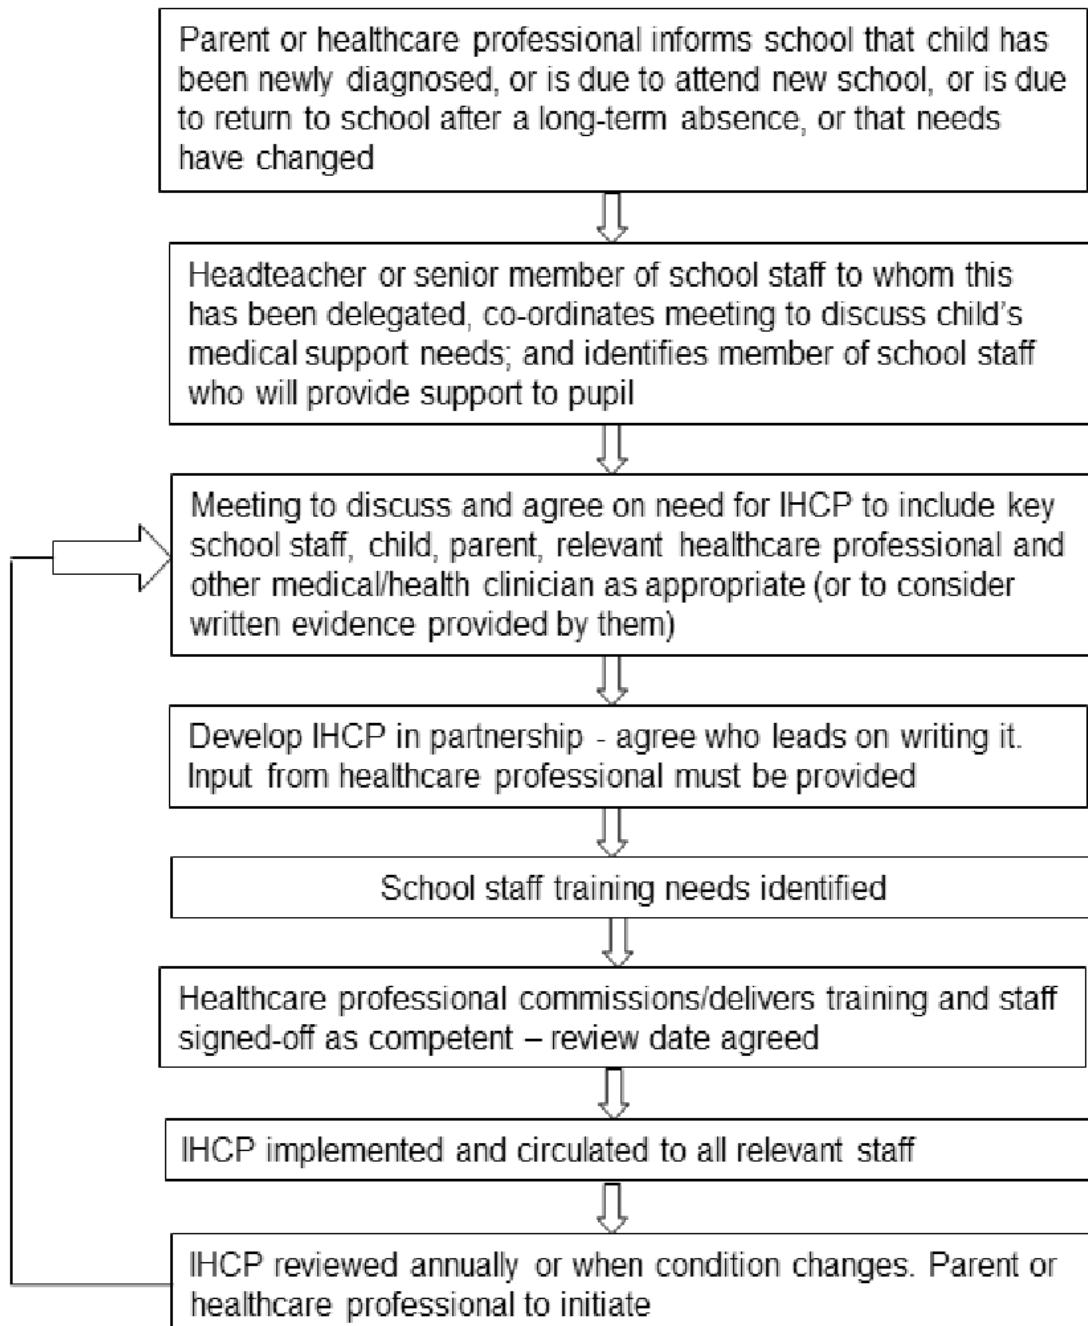 Parent or healthcare professional informs school that child has
been newly diagnosed, or is due to attend new school, or is due
to return to school after a long-term absence, or that needs
have changed
Headteacher or senior member of school staff to whom this
has been delegated, co-ordinates meeting to discuss child's
medical support needs; and identifies member of school staff
who will provide support to pupil
Meeting to discuss and agree on need for IHCP to include key
school staff, child, parent, relevant healthcare professional and
other medical/health clinician as appropriate (or to consider
written evidence provided by them)
Develop IHCP in partnership - agree who leads on writing it.
Input from healthcare professional must be provided
School staff training needs identified
Healthcare professional commissions/delivers training and staff
signed-off as competent – review date agreed
IHCP implemented and circulated to all relevant staff
IHCP reviewed annually or when condition changes. Parent or
healthcare professional to initiate